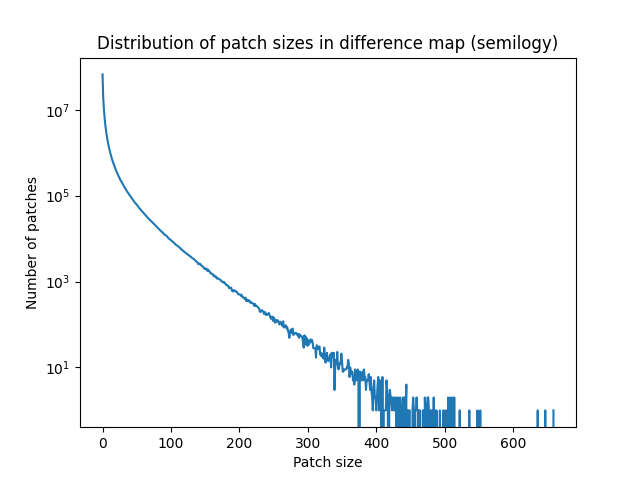 Distribution of patch sizes in difference map (semilogy)
Number of patches
10^7
10^5
10^3
10^1
0 100 200 300 400 500 600
Patch size